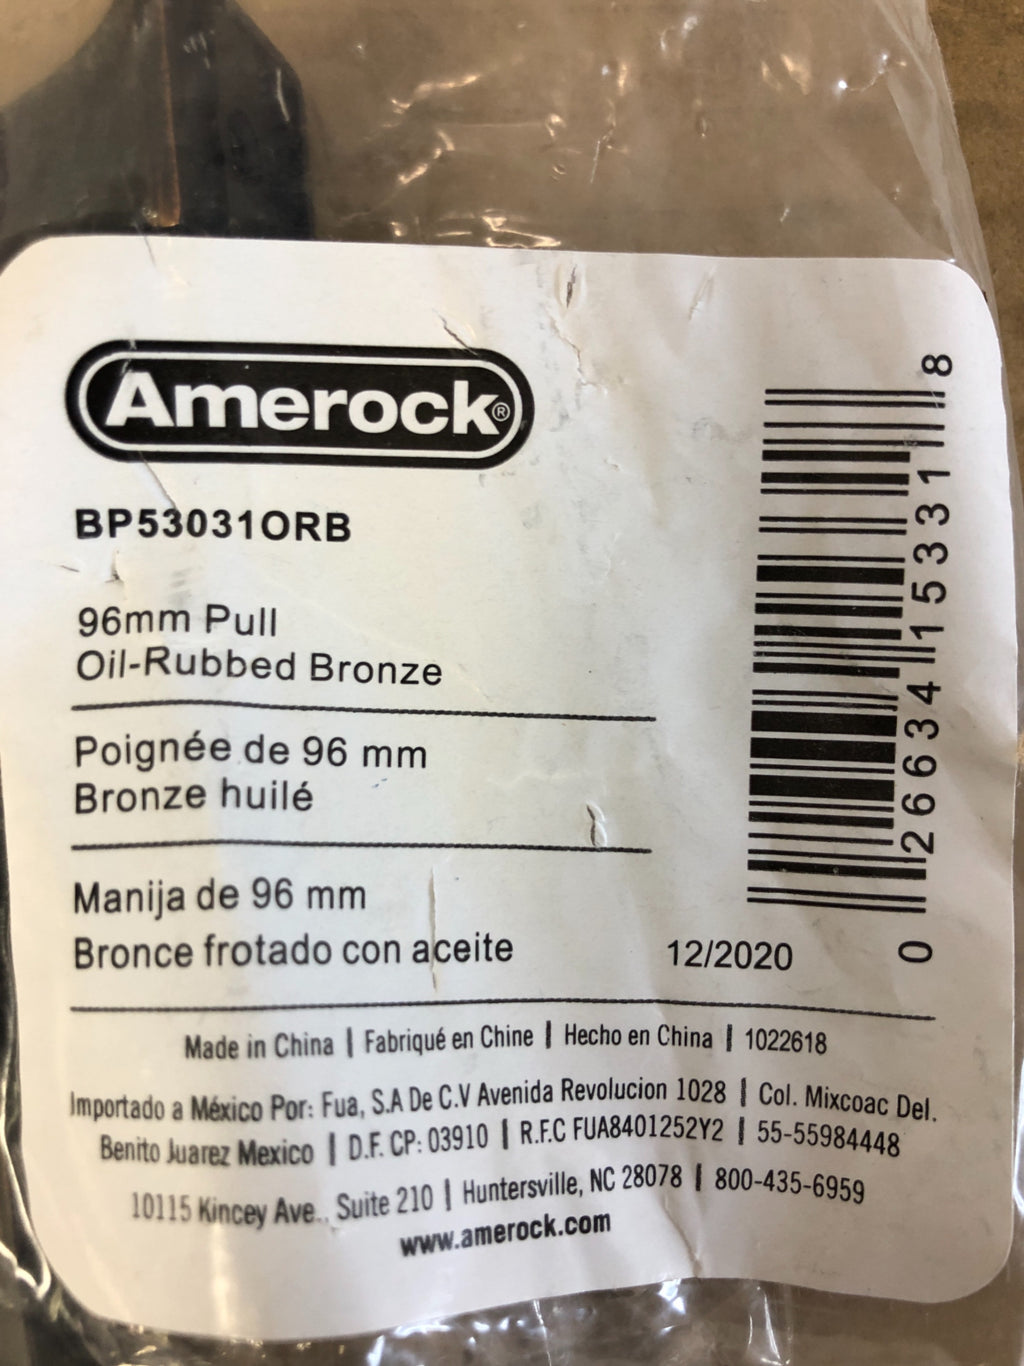 Amerock®
BP53031ORB
96mm Pull
Oil-Rubbed Bronze
Poignée de 96 mm
Bronze huilé
Manija de 96 mm
Bronce frotado con aceite
12/2020
0 26634 15331 8
Made in China | Fabriqué en Chine | Hecho en China | 1022618
Importado a México Por: Fua, S.A De C.V Avenida Revolucion 1028 | Col. Mixcoac Del.
Benito Juarez Mexico | D.F. CP: 03910 | R.F.C FUA8401252Y2 | 55-55984448
10115 Kincey Ave., Suite 210 | Huntersville, NC 28078 | 800-435-6959
www.amerock.com